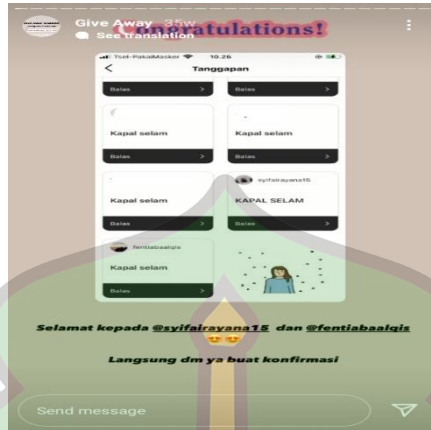 Give Away 35w
Congratulations!
See translation
Tsel-PakaiMasker 10.26
Tanggapan
Balas > Balas >
Kapal selam Kapal selam
Balas > Balas >
syifairayana15
Kapal selam KAPAL SELAM
Balas > Balas >
fentiabaalqis
Kapal selam
Balas >
Selamat kepada @syifairayana15 dan @fentiabaalqis
Langsung dm ya buat konfirmasi
Send message